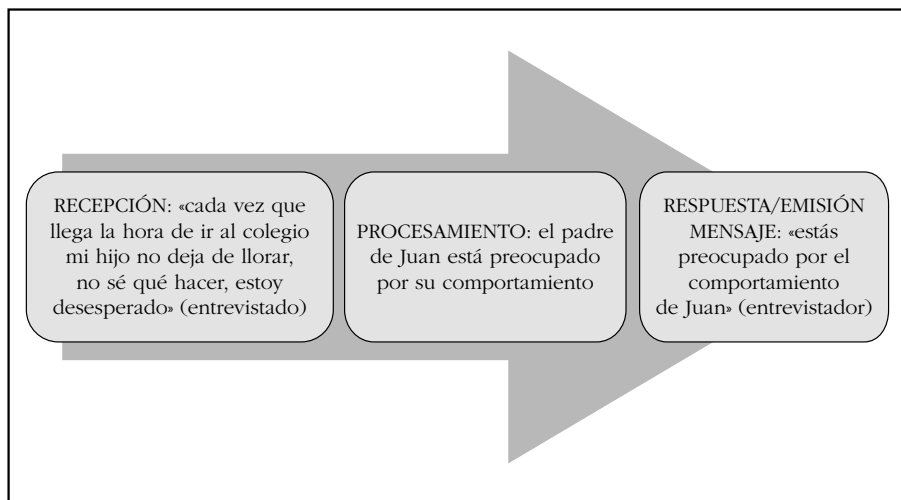 RECEPCIÓN: «cada vez que
llega la hora de ir al colegio
mi hijo no deja de llorar,
no sé qué hacer, estoy
desesperado» (entrevistado)
PROCESAMIENTO: el padre
de Juan está preocupado
por su comportamiento
RESPUESTA/EMISIÓN
MENSAJE: «estás
preocupado por el
comportamiento
de Juan» (entrevistador)